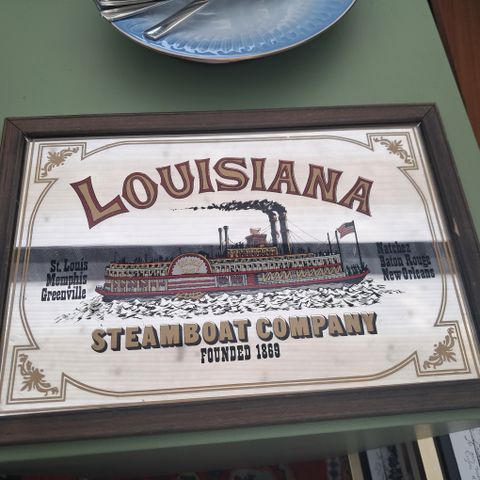 LOUISIANA
St. Louis
Memphis
Greenville
Natchez
Baton Rouge
New Orleans
STEAMBOAT COMPANY
FOUNDED 1869